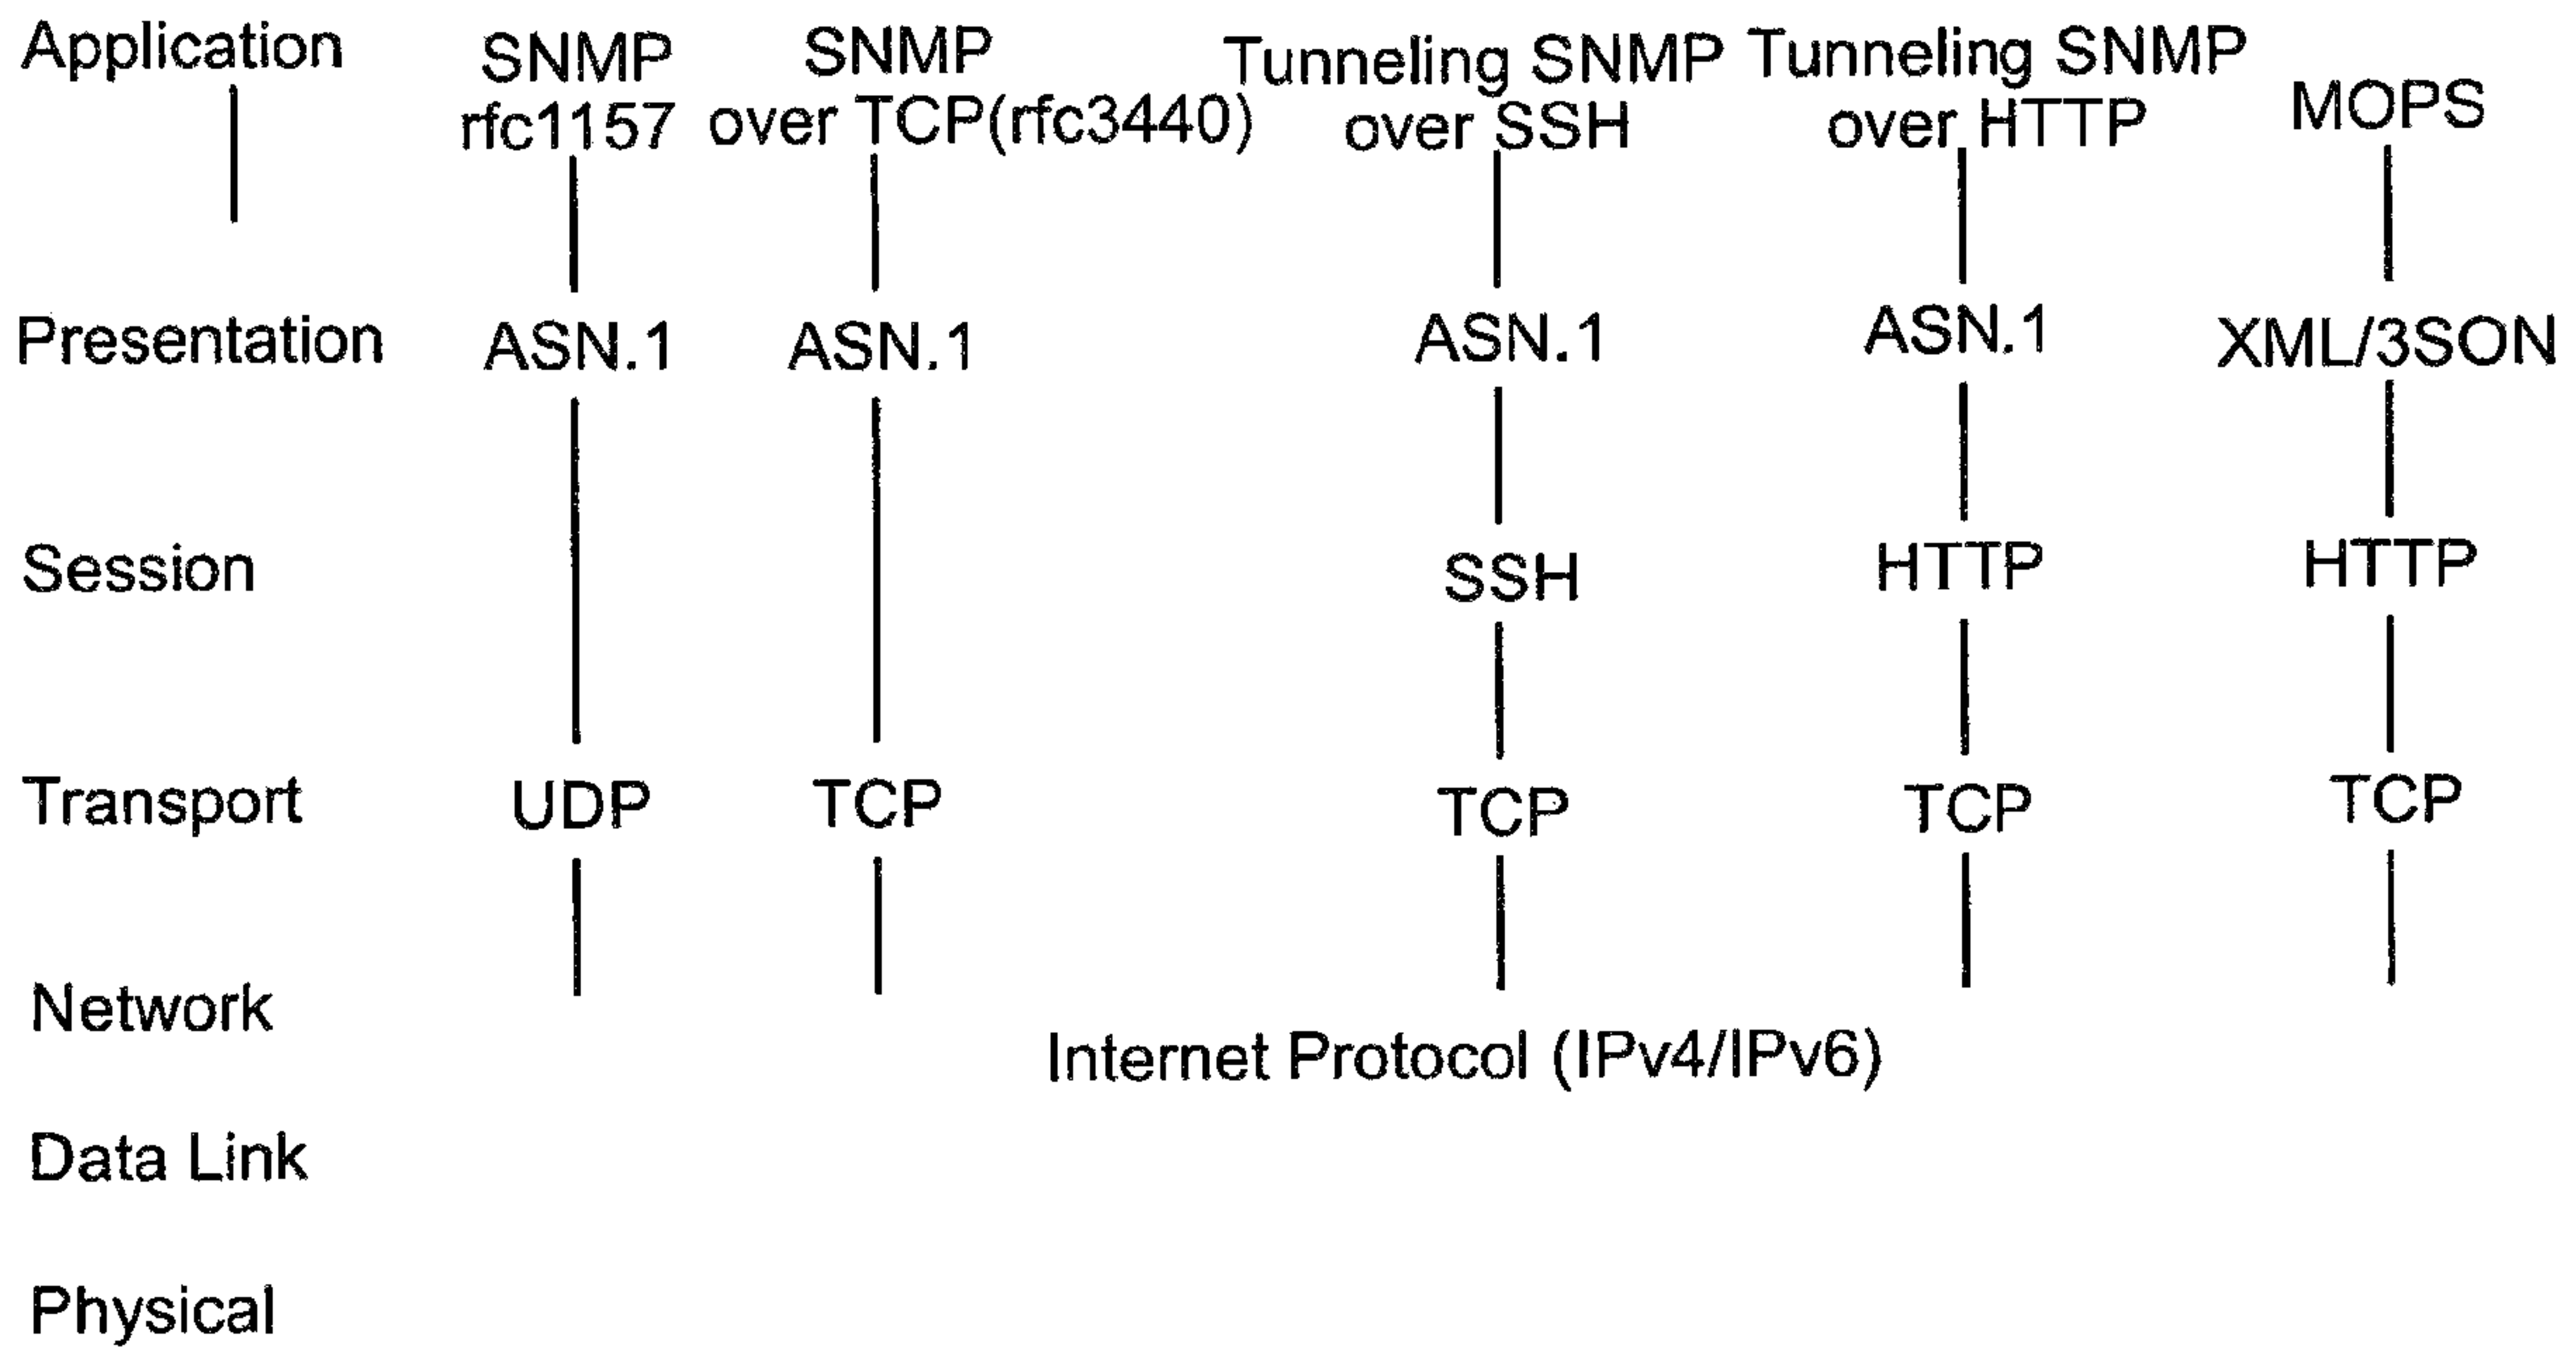 Application
SNMP
rfc1157
SNMP
over TCP(rfc3440)
Tunneling SNMP
over SSH
Tunneling SNMP
over HTTP
MOPS
Presentation
ASN.1
ASN.1
ASN.1
ASN.1
XML/3SON
Session
SSH
HTTP
HTTP
Transport
UDP
TCP
TCP
TCP
TCP
Network
Internet Protocol (IPv4/IPv6)
Data Link
Physical